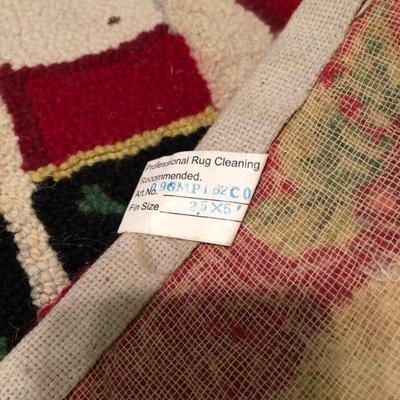 Professional Rug Cleaning
Recommended.
Art.No.
Fin Size 2.5X5'